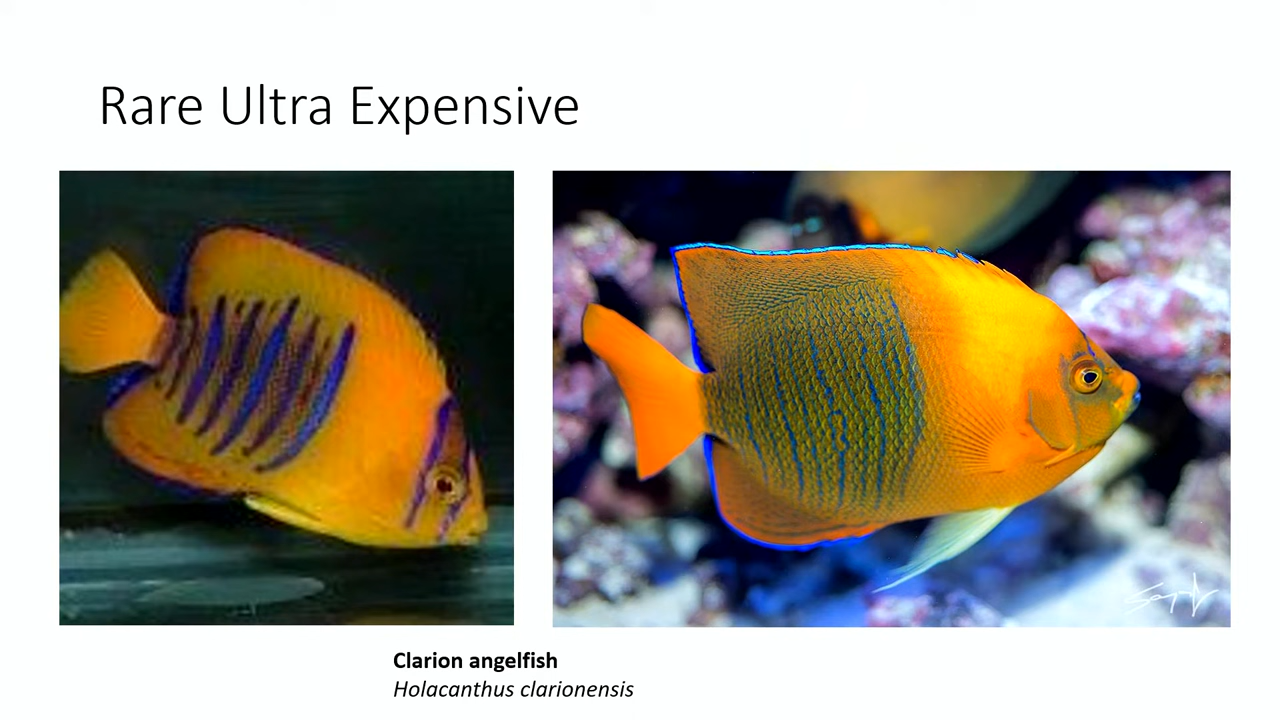 Rare Ultra Expensive
Clarion angelfish
Holacanthus clarionensis